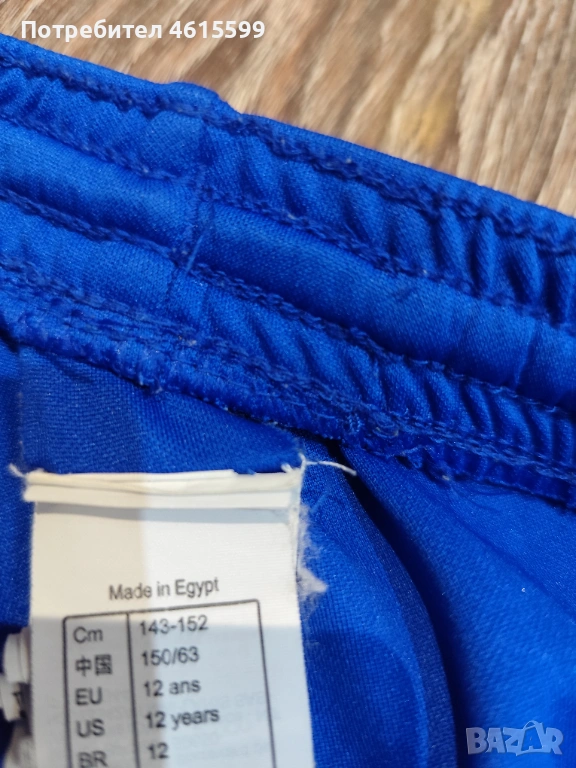 Потребител 4615599
Made in Egypt
Cm 143-152
中国 150/63
EU 12 ans
US 12 years
BR 12
BAZAR